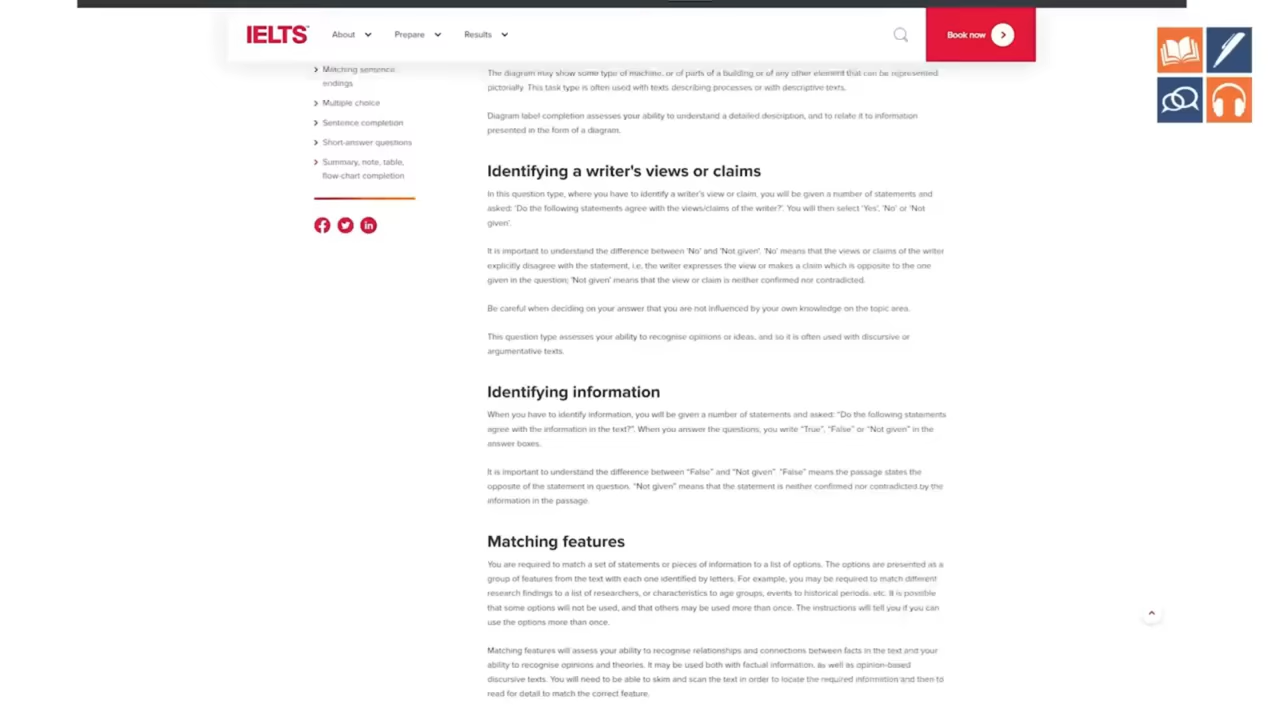 IELTS
About
Prepare
Results
Book now
Matching sentence
endings
Multiple choice
Sentence completion
Short-answer questions
Summary, note, table,
flow-chart completion
The diagram may show some type of machine, or of parts of a building or of any other element that can be represented
pictorially. This task type is often used with texts describing processes or with descriptive texts.
Diagram label completion assesses your ability to understand a detailed description, and to relate it to information
presented in the form of a diagram.
Identifying a writer's views or claims
In this question type, where you have to identify a writer's view or claim, you will be given a number of statements and
asked: 'Do the following statements agree with the views/claims of the writer?'. You will then select 'Yes', 'No' or 'Not
given'.
It is important to understand the difference between 'No' and 'Not given'. 'No' means that the views or claims of the writer
explicitly disagree with the statement, i.e. the writer expresses the view or makes a claim which is opposite to the one
given in the question; 'Not given' means that the view or claim is neither confirmed nor contradicted.
Be careful when deciding on your answer that you are not influenced by your own knowledge on the topic area.
This question type assesses your ability to recognise opinions or ideas, and so it is often used with discursive or
argumentative texts.
Identifying information
When you have to identify information, you will be given a number of statements and asked: "Do the following statements
agree with the information in the text?". When you answer the questions, you write "True", "False" or "Not given" in the
answer boxes.
It is important to understand the difference between "False" and "Not given". "False" means the passage states the
opposite of the statement in question. "Not given" means that the statement is neither confirmed nor contradicted by the
information in the passage.
Matching features
You are required to match a set of statements or pieces of information to a list of options. The options are presented as a
group of features from the text with each one identified by letters. For example, you may be required to match different
research findings to a list of researchers, or characteristics to age groups, events to historical periods, etc. It is possible
that some options will not be used, and that others may be used more than once. The instructions will tell you if you can
use the options more than once.
Matching features will assess your ability to recognise relationships and connections between facts in the text and your
ability to recognise opinions and theories. It may be used both with factual information, as well as opinion-based
discursive texts. You will need to be able to skim and scan the text in order to locate the required information and then to
read for detail to match the correct feature.